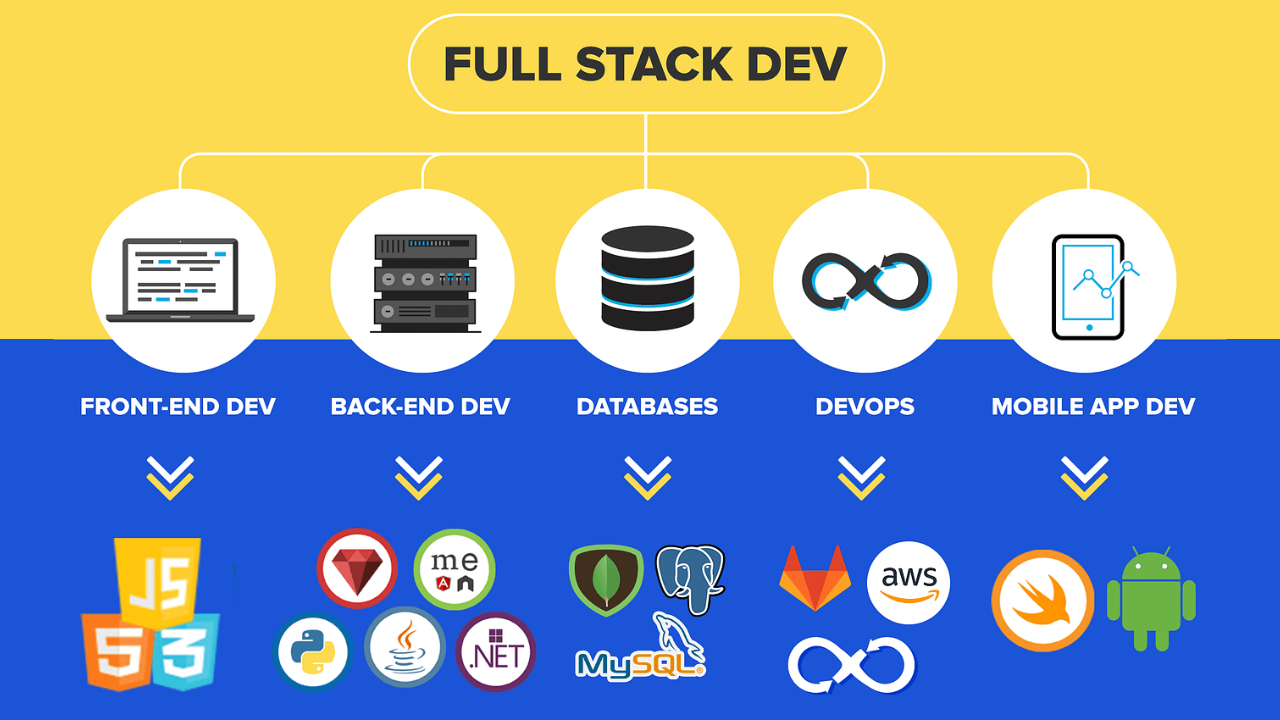 FULL STACK DEV
FRONT-END DEV
BACK-END DEV
DATABASES
DEVOPS
MOBILE APP DEV
JS
5
3
me
.NET
MySQL®
aws